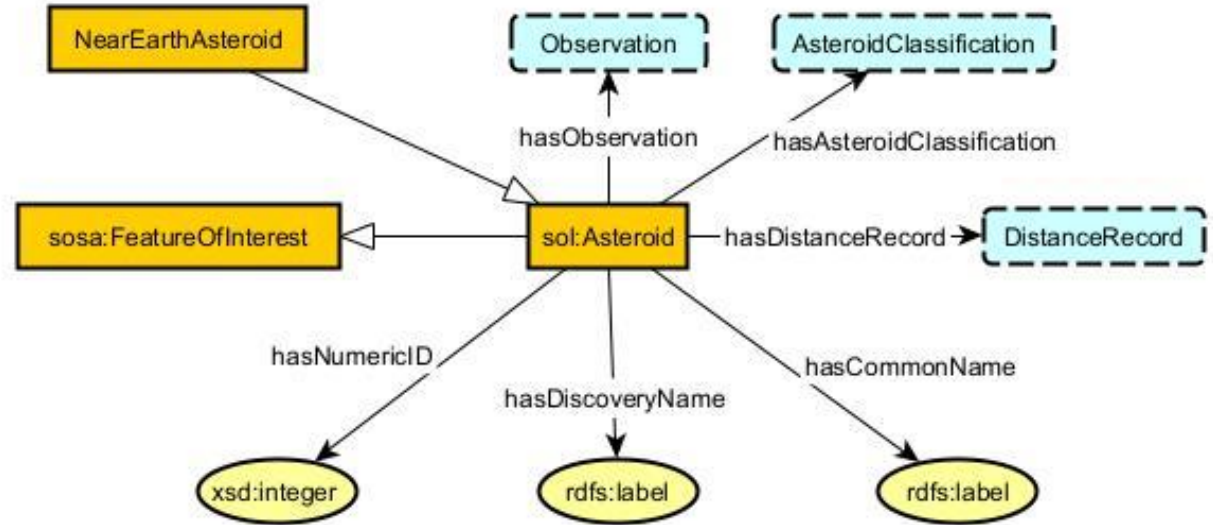 NearEarthAsteroid
Observation
AsteroidClassification
hasObservation
hasAsteroidClassification
sosa:FeatureOfInterest
sol:Asteroid
hasDistanceRecord
DistanceRecord
hasNumericID
hasDiscoveryName
hasCommonName
xsd:integer
rdfs:label
rdfs:label